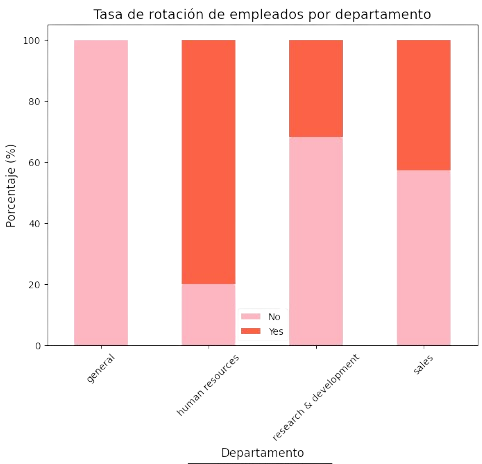 Tasa de rotación de empleados por departamento
Porcentaje (%)
100
80
60
40
20
0
No
Yes
general
human resources
research & development
sales
Departamento